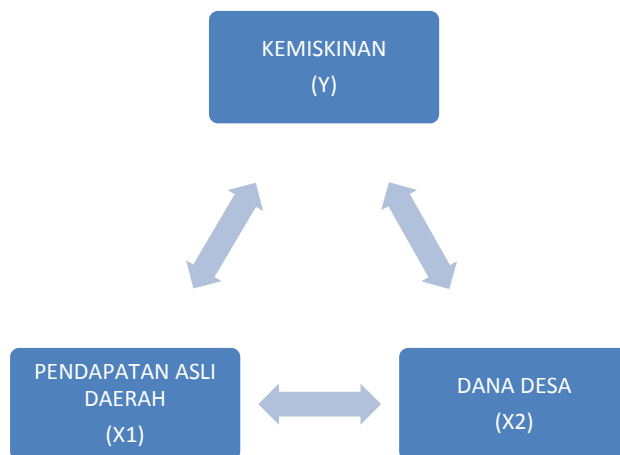 KEMISKINAN
(Y)
PENDAPATAN ASLI
DAERAH
(X1)
DANA DESA
(X2)